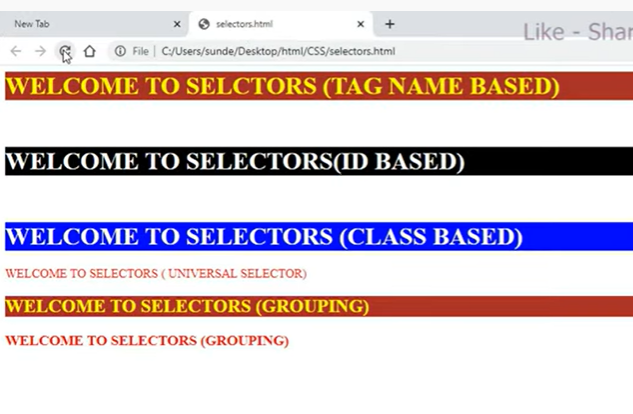 New Tab
selectors.html
Like - Shar
File
C:/Users/sunde/Desktop/html/CSS/selectors.html
WELCOME TO SELCTORS (TAG NAME BASED)
WELCOME TO SELECTORS(ID BASED)
WELCOME TO SELECTORS (CLASS BASED)
WELCOME TO SELECTORS ( UNIVERSAL SELECTOR)
WELCOME TO SELECTORS (GROUPING)
WELCOME TO SELECTORS (GROUPING)